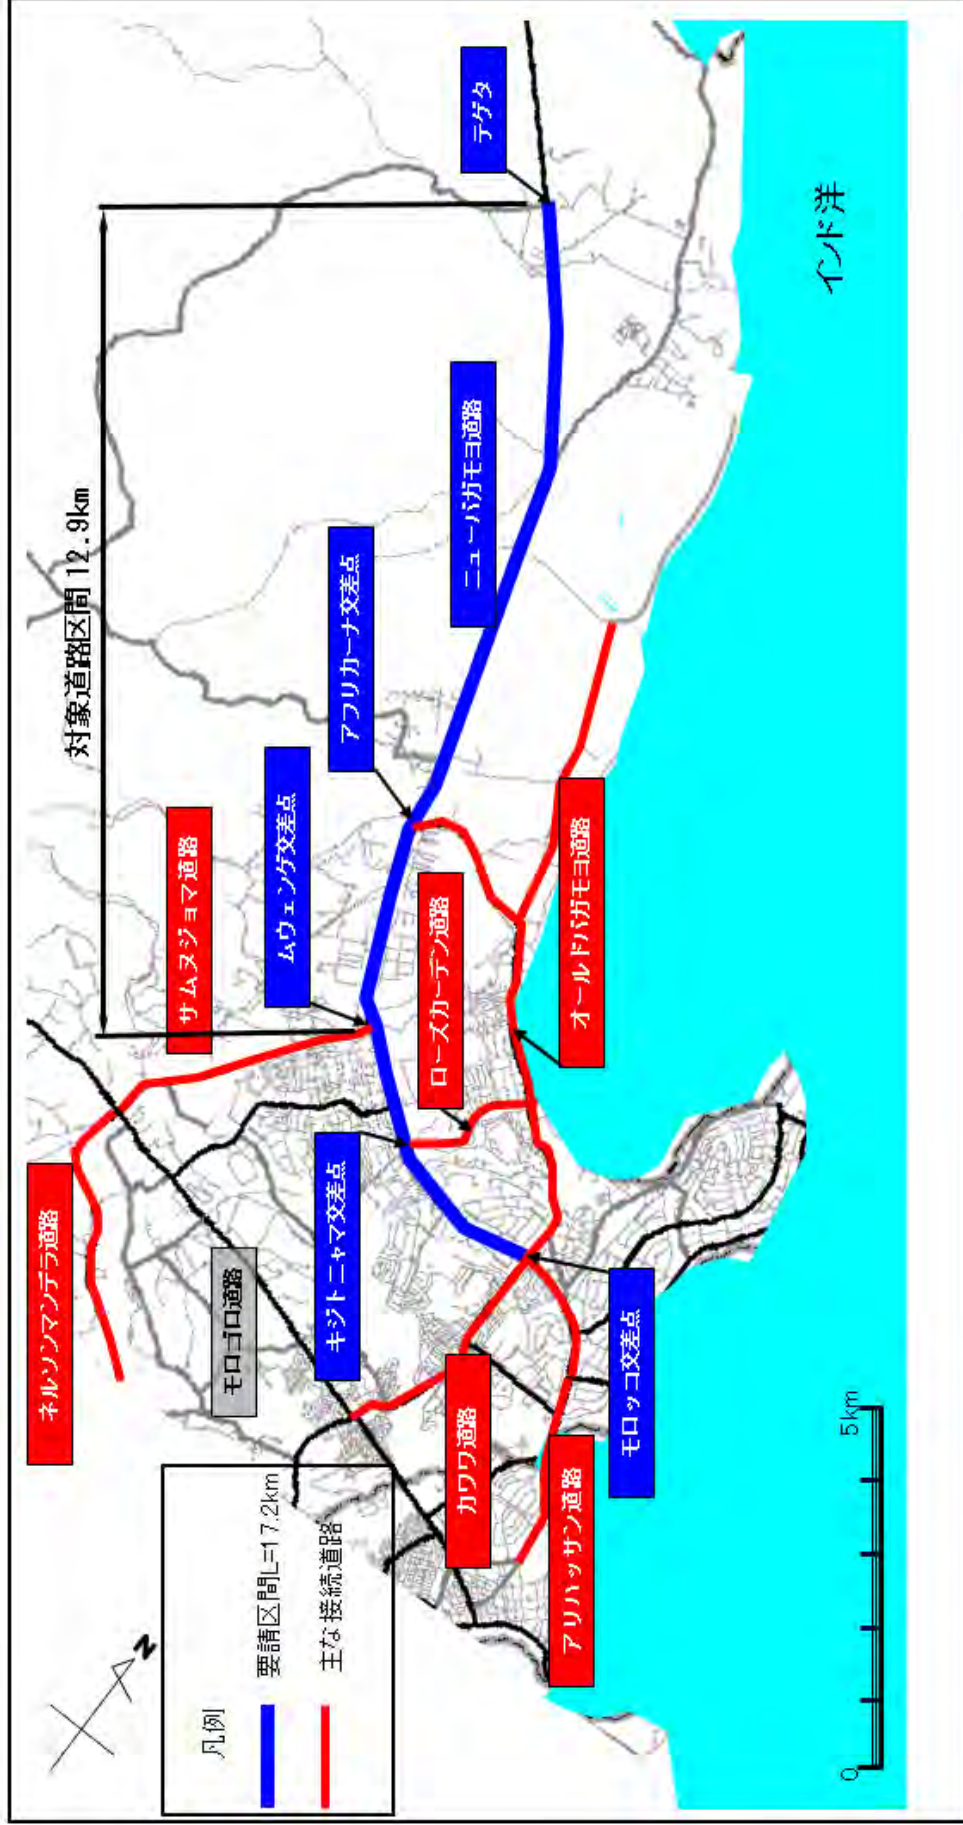 対象道路区間12.9km
テゲタ
ニューバガモヨ道路
アフリカーナ交差点
ムウェンゲ交差点
サムヌジョマ道路
ローズガーデン道路
オールドバガモヨ道路
インド洋
ネルソンマンデラ道路
モロゴロ道路
キジトニャマ交差点
カワワ道路
モロッコ交差点
アリハッサン道路
凡例
要請区間L=17.2km
主な接続道路
N
0 5km